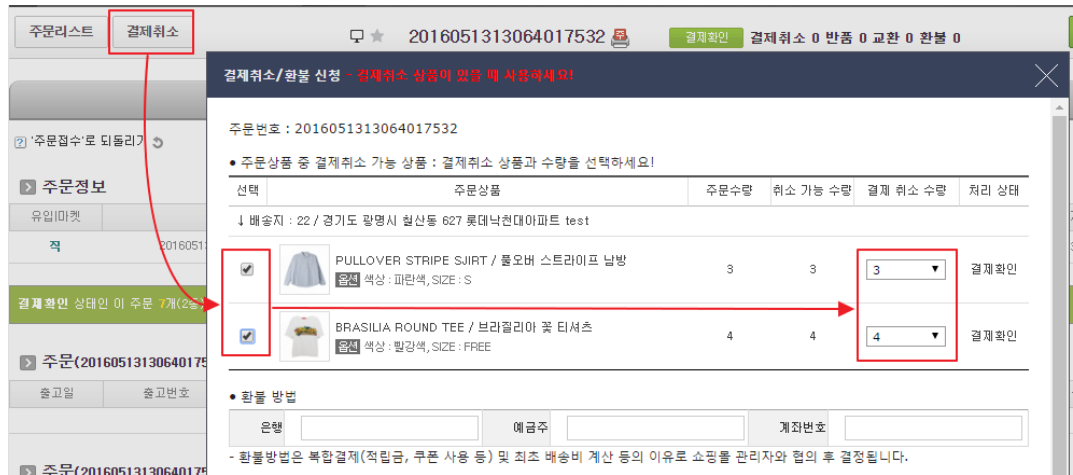 주문리스트 결제취소 2016051313064017532 결제확인 결제취소 0 반품 0 교환 0 환불 0
결제취소/환불 신청 - 결제취소 상품이 있을 때 사용하세요!
주문번호 : 2016051313064017532
'주문접수'로 되돌리기
● 주문상품 중 결제취소 가능 상품 : 결제취소 상품과 수량을 선택하세요!
주문정보
선택 주문상품 주문수량 취소 가능 수량 결제 취소 수량 처리 상태
유입|마켓
↓ 배송지 : 22 / 경기도 광명시 철산동 627 롯데낙천대아파트 test
직 2016051
PULLOVER STRIPE SJIRT / 풀오버 스트라이프 남방
옵션 색상 : 파란색, SIZE : S
3 3 3 결제확인
결제확인 상태인 이 주문 7개(2종)
BRASILIA ROUND TEE / 브라질리아 꽃 티셔츠
옵션 색상 : 빨강색, SIZE : FREE
4 4 4 결제확인
주문(20160513130640175
출고일 출고번호
● 환불 방법
은행 예금주 계좌번호
- 환불방법은 복합결제(적립금, 쿠폰 사용 등) 및 최초 배송비 계산 등의 이유로 쇼핑몰 관리자와 협의 후 결정됩니다.
주문(20160513130640175